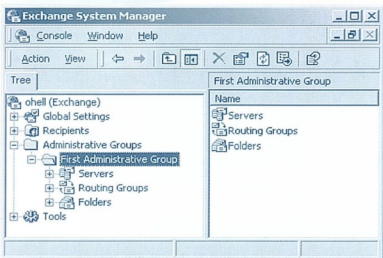 Exchange System Manager
Console Window Help
Action View
Tree
First Administrative Group
ohell (Exchange)
Global Settings
Recipients
Administrative Groups
First Administrative Group
Servers
Routing Groups
Folders
Tools
Name
Servers
Routing Groups
Folders